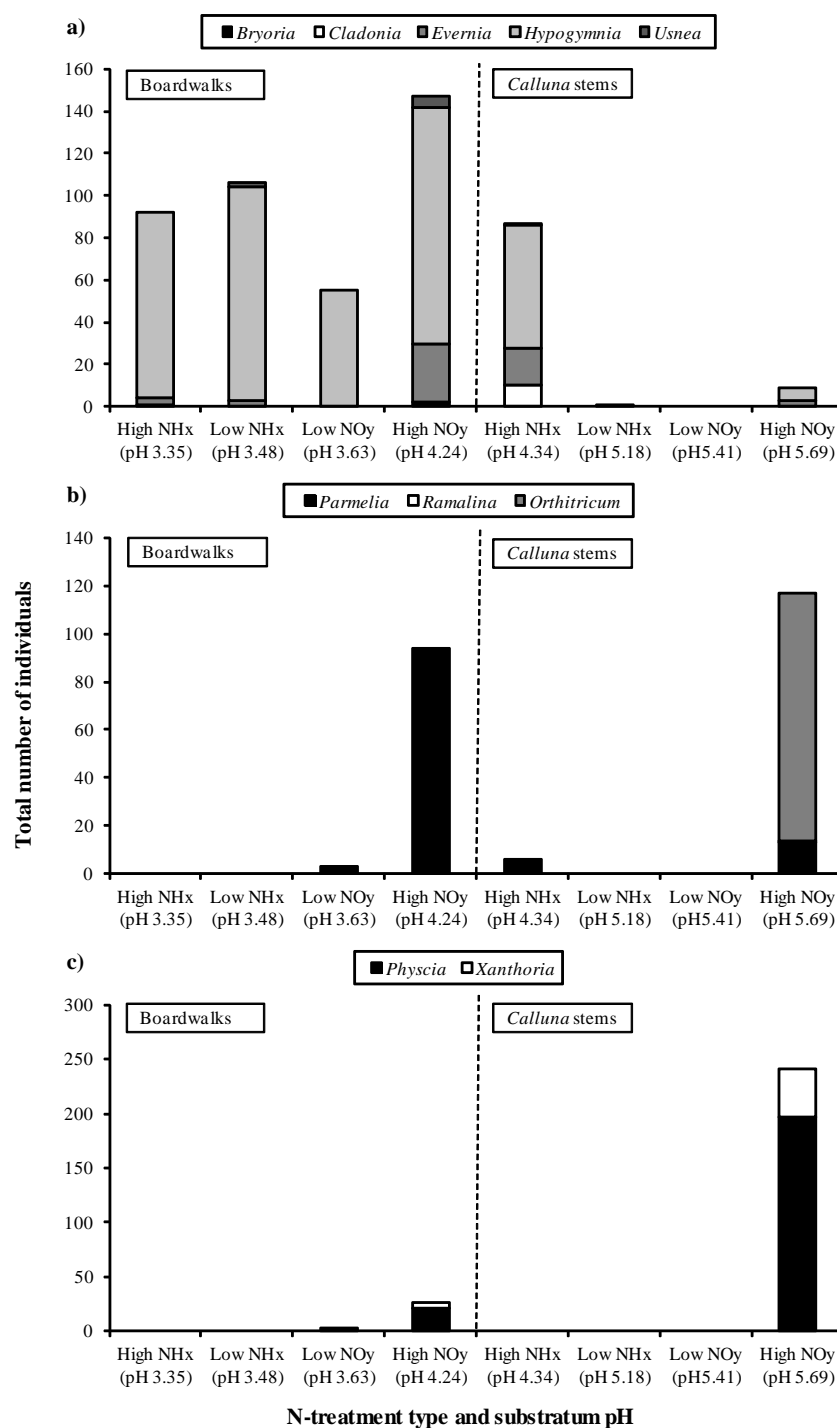 a)
Bryoria Cladonia Evernia Hypogymnia Usnea
160
140
120
100
80
60
40
20
0
Boardwalks
Calluna stems
High NHx Low NHx Low NOy High NOy High NHx Low NHx Low NOy High NOy
(pH 3.35) (pH 3.48) (pH 3.63) (pH 4.24) (pH 4.34) (pH 5.18) (pH5.41) (pH 5.69)
b)
Parmelia Ramalina Orthitricum
140
120
100
80
60
40
20
0
Boardwalks
Calluna stems
High NHx Low NHx Low NOy High NOy High NHx Low NHx Low NOy High NOy
(pH 3.35) (pH 3.48) (pH 3.63) (pH 4.24) (pH 4.34) (pH 5.18) (pH5.41) (pH 5.69)
Total number of individuals
c)
Physcia Xanthoria
300
250
200
150
100
50
0
Boardwalks
Calluna stems
High NHx Low NHx Low NOy High NOy High NHx Low NHx Low NOy High NOy
(pH 3.35) (pH 3.48) (pH 3.63) (pH 4.24) (pH 4.34) (pH 5.18) (pH5.41) (pH 5.69)
N-treatment type and substratum pH